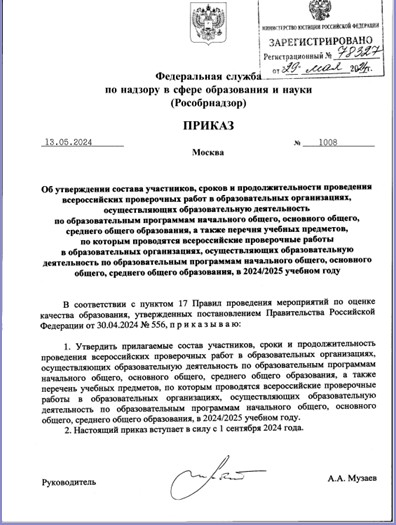 МИНИСТЕРСТВО ЮСТИЦИИ РОССИЙСКОЙ ФЕДЕРАЦИИ
ЗАРЕГИСТРИРОВАНО
Регистрационный № 78327
от "29" мая 2024.
Федеральная служба
по надзору в сфере образования и науки
(Рособрнадзор)
ПРИКАЗ
13.05.2024 № 1008
Москва
Об утверждении состава участников, сроков и продолжительности проведения
всероссийских проверочных работ в образовательных организациях,
осуществляющих образовательную деятельность
по образовательным программам начального общего, основного общего,
среднего общего образования, а также перечня учебных предметов,
по которым проводятся всероссийские проверочные работы
в образовательных организациях, осуществляющих образовательную
деятельность по образовательным программам начального общего, основного
общего, среднего общего образования, в 2024/2025 учебном году
В соответствии с пунктом 17 Правил проведения мероприятий по оценке
качества образования, утвержденных постановлением Правительства Российской
Федерации от 30.04.2024 № 556, п р и к а з ы в а ю:
1. Утвердить прилагаемые состав участников, сроки и продолжительность
проведения всероссийских проверочных работ в образовательных организациях,
осуществляющих образовательную деятельность по образовательным программам
начального общего, основного общего, среднего общего образования, а также
перечень учебных предметов, по которым проводятся всероссийские проверочные
работы в образовательных организациях, осуществляющих образовательную
деятельность по образовательным программам начального общего, основного
общего, среднего общего образования, в 2024/2025 учебном году.
2. Настоящий приказ вступает в силу с 1 сентября 2024 года.
Руководитель А.А. Музаев